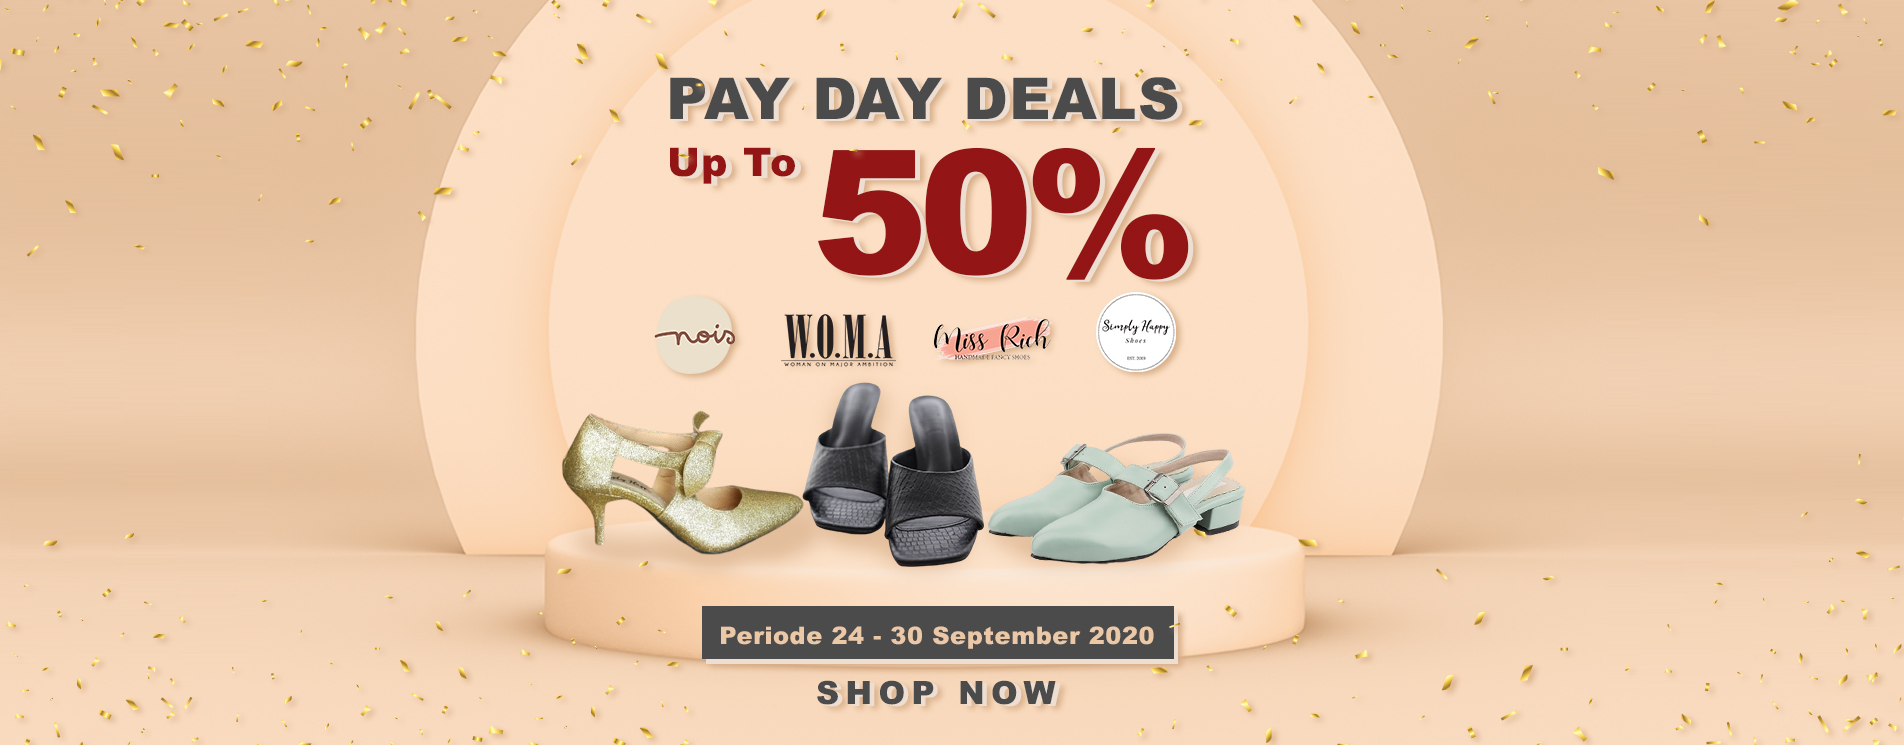 PAY DAY DEALS
Up To
50%
nois
W.O.M.A
WOMAN ON MAJOR AMBITION
Miss Rich
HANDMADE FANCY SHOES
Simply Happy
Shoes
Periode 24 - 30 September 2020
SHOP NOW